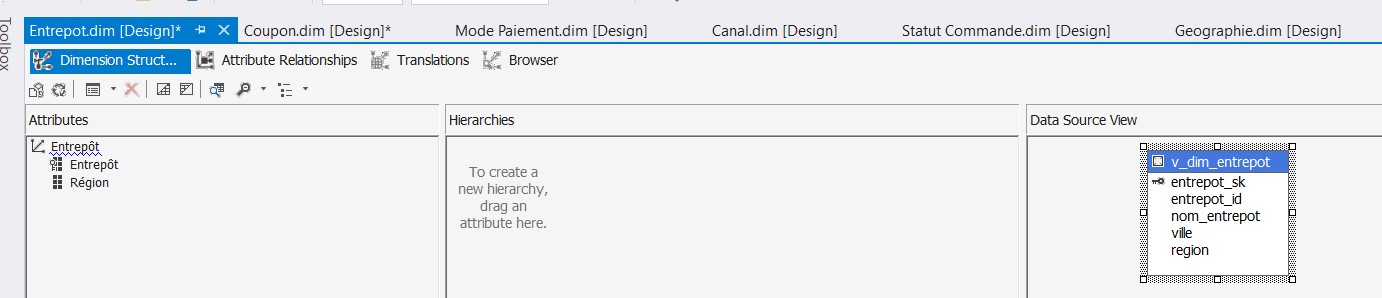 Toolbox
Entrepot.dim [Design]* Coupon.dim [Design]* Mode Paiement.dim [Design] Canal.dim [Design] Statut Commande.dim [Design] Geographie.dim [Design]
Dimension Struct... Attribute Relationships Translations Browser
Attributes
Entrepôt
Entrepôt
Région
Hierarchies
To create a
new hierarchy,
drag an
attribute here.
Data Source View
v_dim_entrepot
entrepot_sk
entrepot_id
nom_entrepot
ville
region